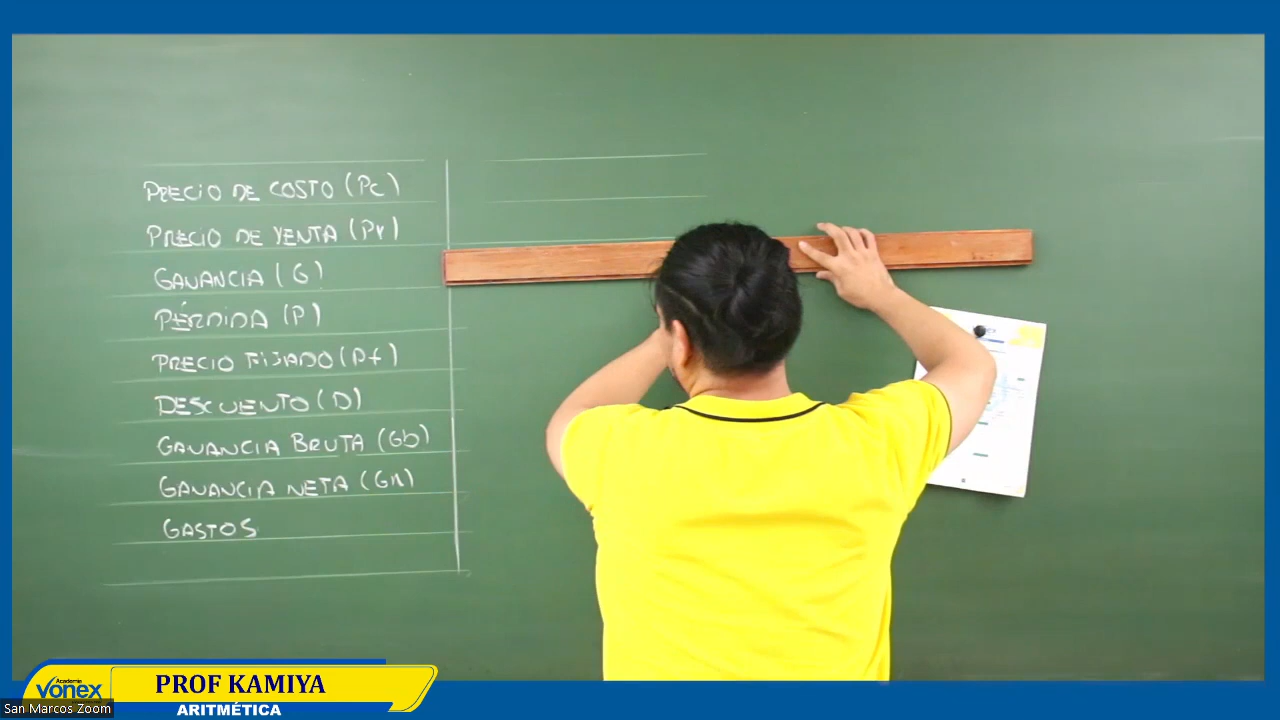 PRECIO DE COSTO (Pc)
PRECIO DE VENTA (Pv)
GANANCIA (G)
PÉRDIDA (P)
PRECIO FIJADO (Pf)
DESCUENTO (D)
GANANCIA BRUTA (Gb)
GANANCIA NETA (GN)
GASTOS
Academia
vonex
San Marcos Zoom
PROF KAMIYA
ARITMÉTICA